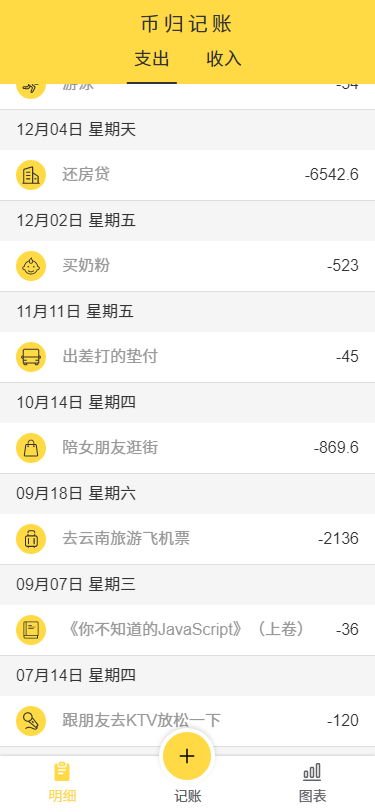 币归记账
支出 收入
游泳 -54
12月04日 星期天
还房贷 -6542.6
12月02日 星期五
买奶粉 -523
11月11日 星期五
出差打的垫付 -45
10月14日 星期四
陪女朋友逛街 -869.6
09月18日 星期六
去云南旅游飞机票 -2136
09月07日 星期三
《你不知道的JavaScript》（上卷） -36
07月14日 星期四
跟朋友去KTV放松一下 -120
明细 记账 图表